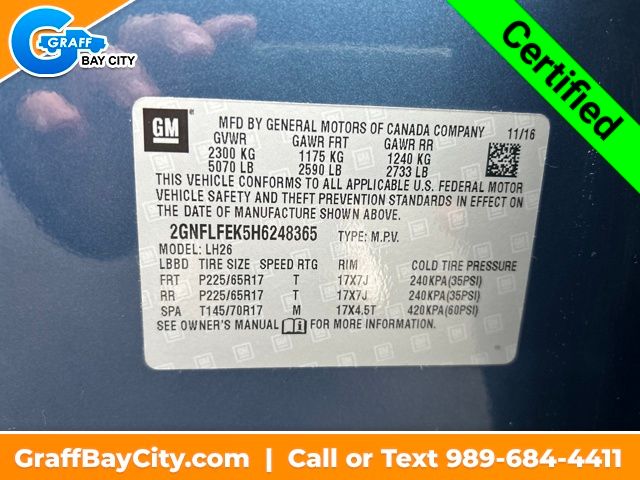 GRAFF
BAY CITY
Certified
GM
MFD BY GENERAL MOTORS OF CANADA COMPANY 11/16
GVWR GAWR FRT GAWR RR
2300 KG 1175 KG 1240 KG
5070 LB 2590 LB 2733 LB
THIS VEHICLE CONFORMS TO ALL APPLICABLE U.S. FEDERAL MOTOR
VEHICLE SAFETY AND THEFT PREVENTION STANDARDS IN EFFECT ON
THE DATE OF MANUFACTURE SHOWN ABOVE.
2GNFLFEK5H6248365 TYPE: M.P.V.
MODEL: LH26
LBBD TIRE SIZE SPEED RTG RIM COLD TIRE PRESSURE
FRT P225/65R17 T 17X7J 240KPA(35PSI)
RR P225/65R17 T 17X7J 240KPA(35PSI)
SPA T145/70R17 M 17X4.5T 420KPA(60PSI)
SEE OWNER'S MANUAL FOR MORE INFORMATION.
GraffBayCity.com | Call or Text 989-684-4411